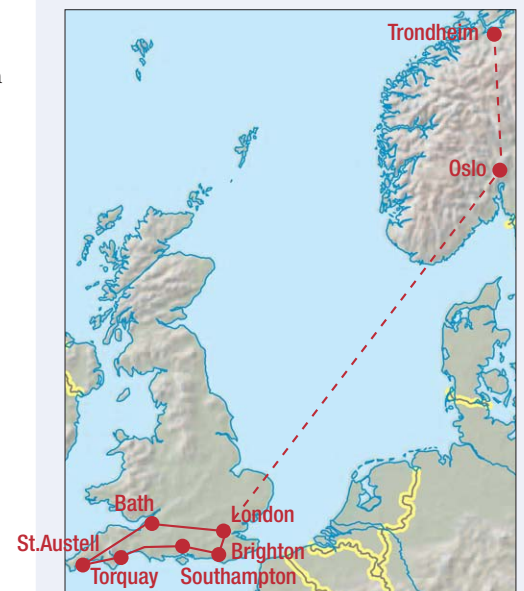 Trondheim
Oslo
Bath
London
St.Austell
Brighton
Torquay
Southampton